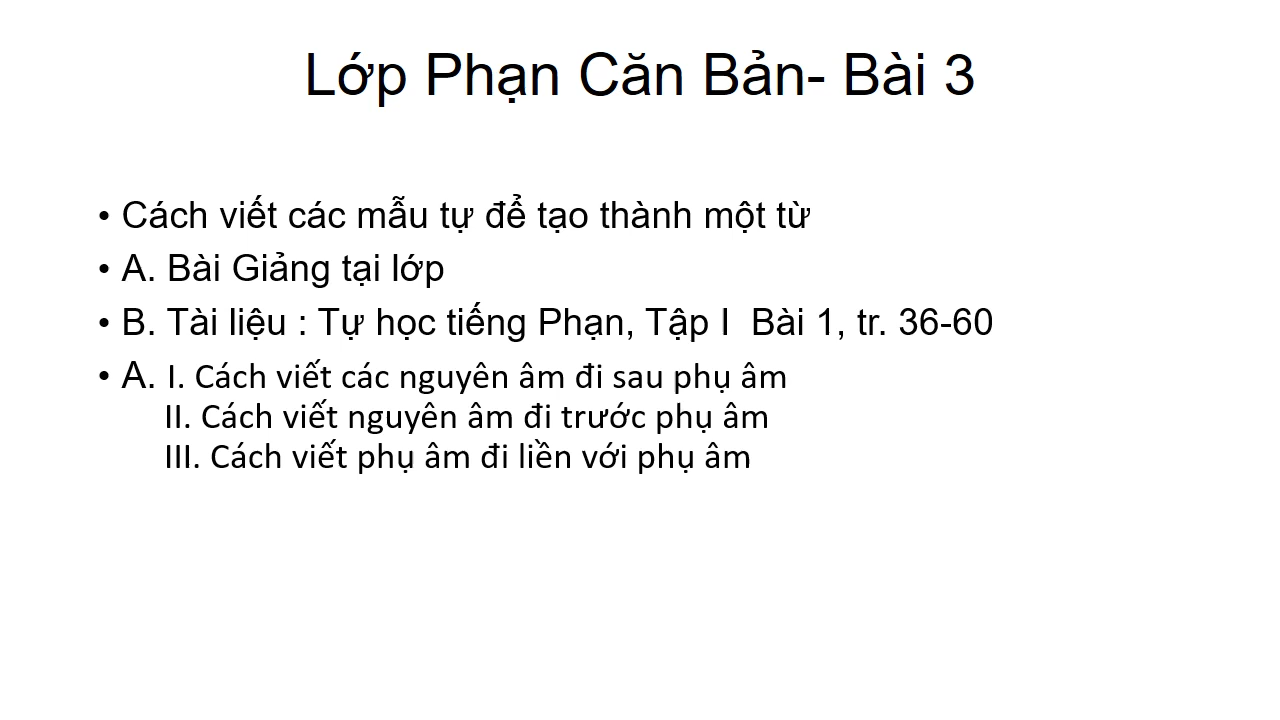 Lớp Phạn Căn Bản- Bài 3
• Cách viết các mẫu tự để tạo thành một từ
• A. Bài Giảng tại lớp
• B. Tài liệu : Tự học tiếng Phạn, Tập I  Bài 1, tr. 36-60
• A. I. Cách viết các nguyên âm đi sau phụ âm
II. Cách viết nguyên âm đi trước phụ âm
III. Cách viết phụ âm đi liền với phụ âm